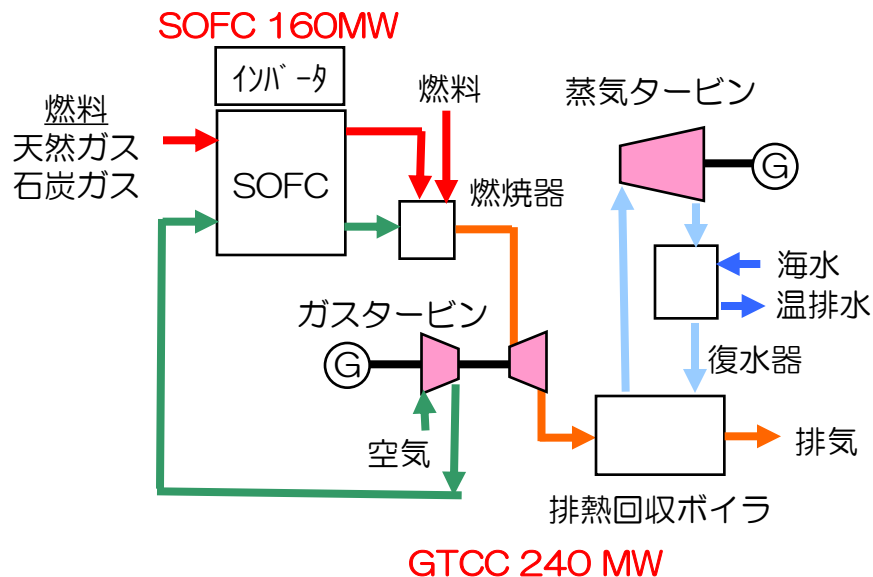 SOFC 160MW
ｲﾝﾊﾞｰﾀ
燃料
天然ガス
石炭ガス
SOFC
燃料
燃焼器
蒸気タービン
G
海水
温排水
復水器
ガスタービン
G
空気
排気
排熱回収ボイラ
GTCC 240 MW